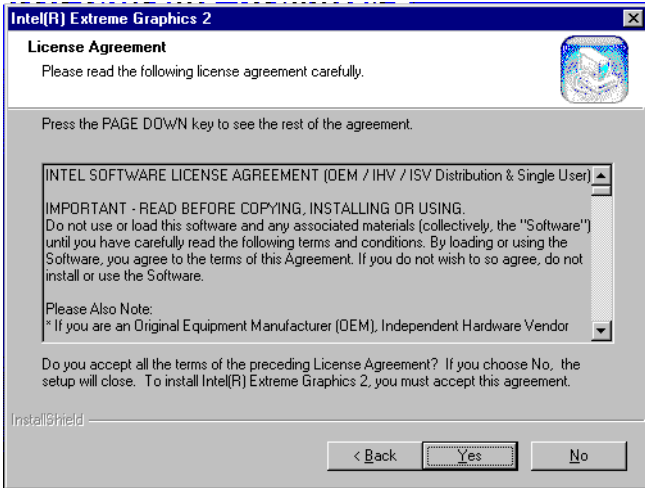 Intel(R) Extreme Graphics 2
License Agreement
Please read the following license agreement carefully.
Press the PAGE DOWN key to see the rest of the agreement.
INTEL SOFTWARE LICENSE AGREEMENT (OEM / IHV / ISV Distribution & Single User)
IMPORTANT - READ BEFORE COPYING, INSTALLING OR USING.
Do not use or load this software and any associated materials (collectively, the "Software")
until you have carefully read the following terms and conditions. By loading or using the
Software, you agree to the terms of this Agreement. If you do not wish to so agree, do not
install or use the Software.
Please Also Note:
* If you are an Original Equipment Manufacturer (OEM), Independent Hardware Vendor
Do you accept all the terms of the preceding License Agreement? If you choose No, the
setup will close. To install Intel(R) Extreme Graphics 2, you must accept this agreement.
InstallShield
< Back Yes No